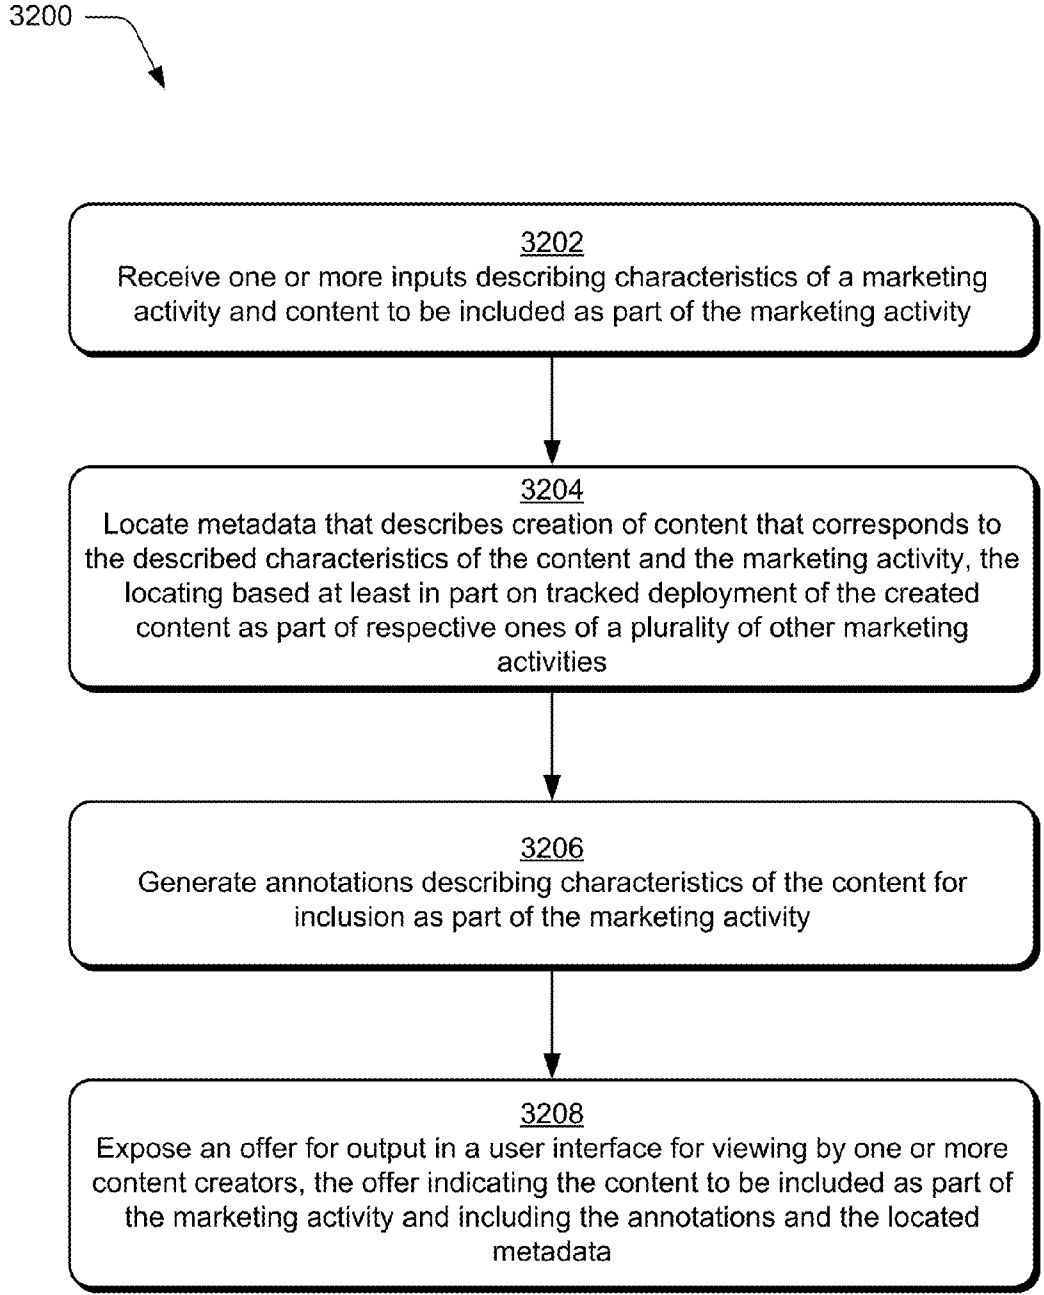 3200
3202
Receive one or more inputs describing characteristics of a marketing
activity and content to be included as part of the marketing activity
3204
Locate metadata that describes creation of content that corresponds to
the described characteristics of the content and the marketing activity, the
locating based at least in part on tracked deployment of the created
content as part of respective ones of a plurality of other marketing
activities
3206
Generate annotations describing characteristics of the content for
inclusion as part of the marketing activity
3208
Expose an offer for output in a user interface for viewing by one or more
content creators, the offer indicating the content to be included as part of
the marketing activity and including the annotations and the located
metadata